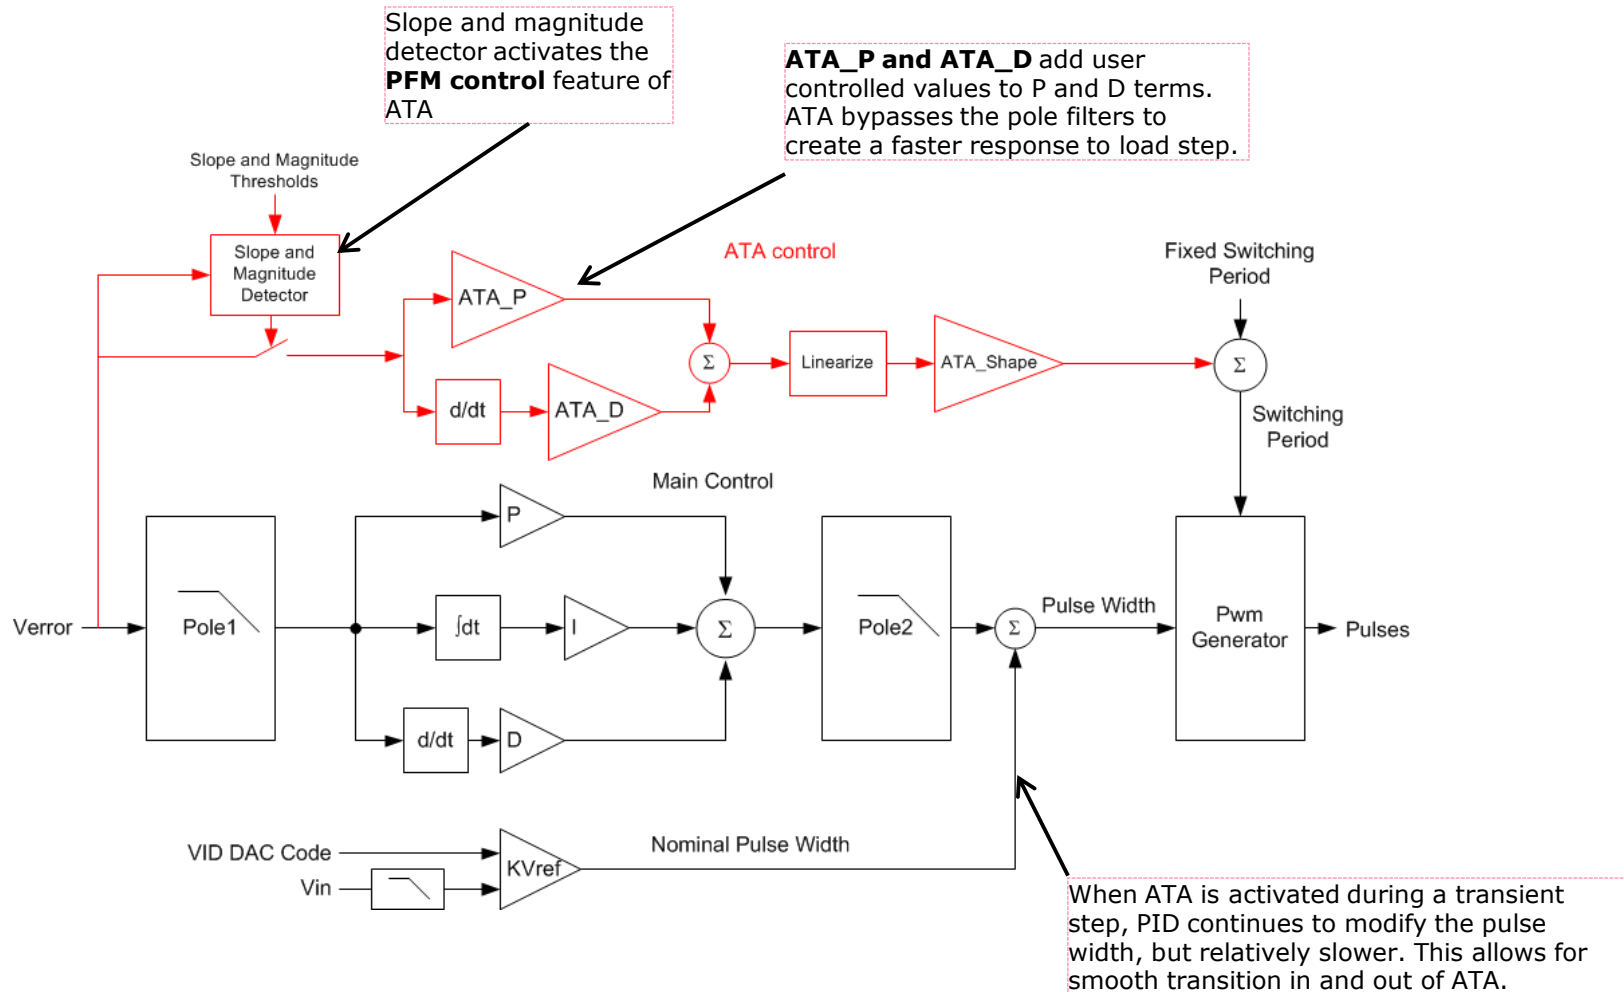 Slope and magnitude
detector activates the
PFM control feature of
ATA
ATA_P and ATA_D add user
controlled values to P and D terms.
ATA bypasses the pole filters to
create a faster response to load step.
Slope and Magnitude
Thresholds
Slope and
Magnitude
Detector
ATA_P
ATA control
Fixed Switching
Period
Σ
Linearize
ATA_Shape
Σ
d/dt
ATA_D
Switching
Period
Main Control
P
Verror
Pole1
∫dt
I
Σ
Pole2
Σ
Pulse Width
Pwm
Generator
Pulses
d/dt
D
VID DAC Code
Vin
KVref
Nominal Pulse Width
When ATA is activated during a transient
step, PID continues to modify the pulse
width, but relatively slower. This allows for
smooth transition in and out of ATA.